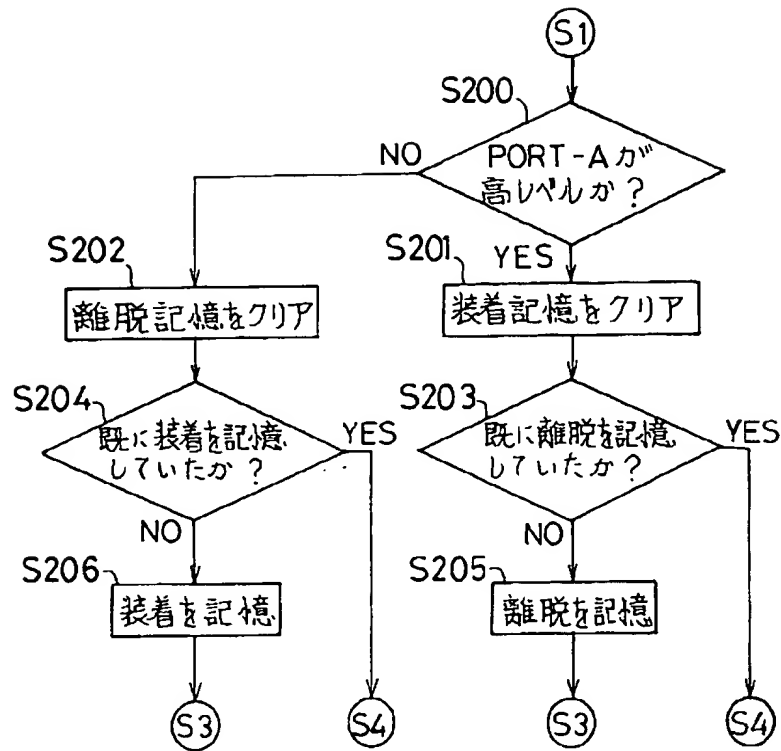 S1
S200
PORT-Aが
高レベルか？
NO
YES
S202
S201
離脱記憶をクリア
装着記憶をクリア
S204
既に装着を記憶
していたか？
YES
S203
既に離脱を記憶
していたか？
YES
NO
NO
S206
装着を記憶
S205
離脱を記憶
S3
S4
S3
S4